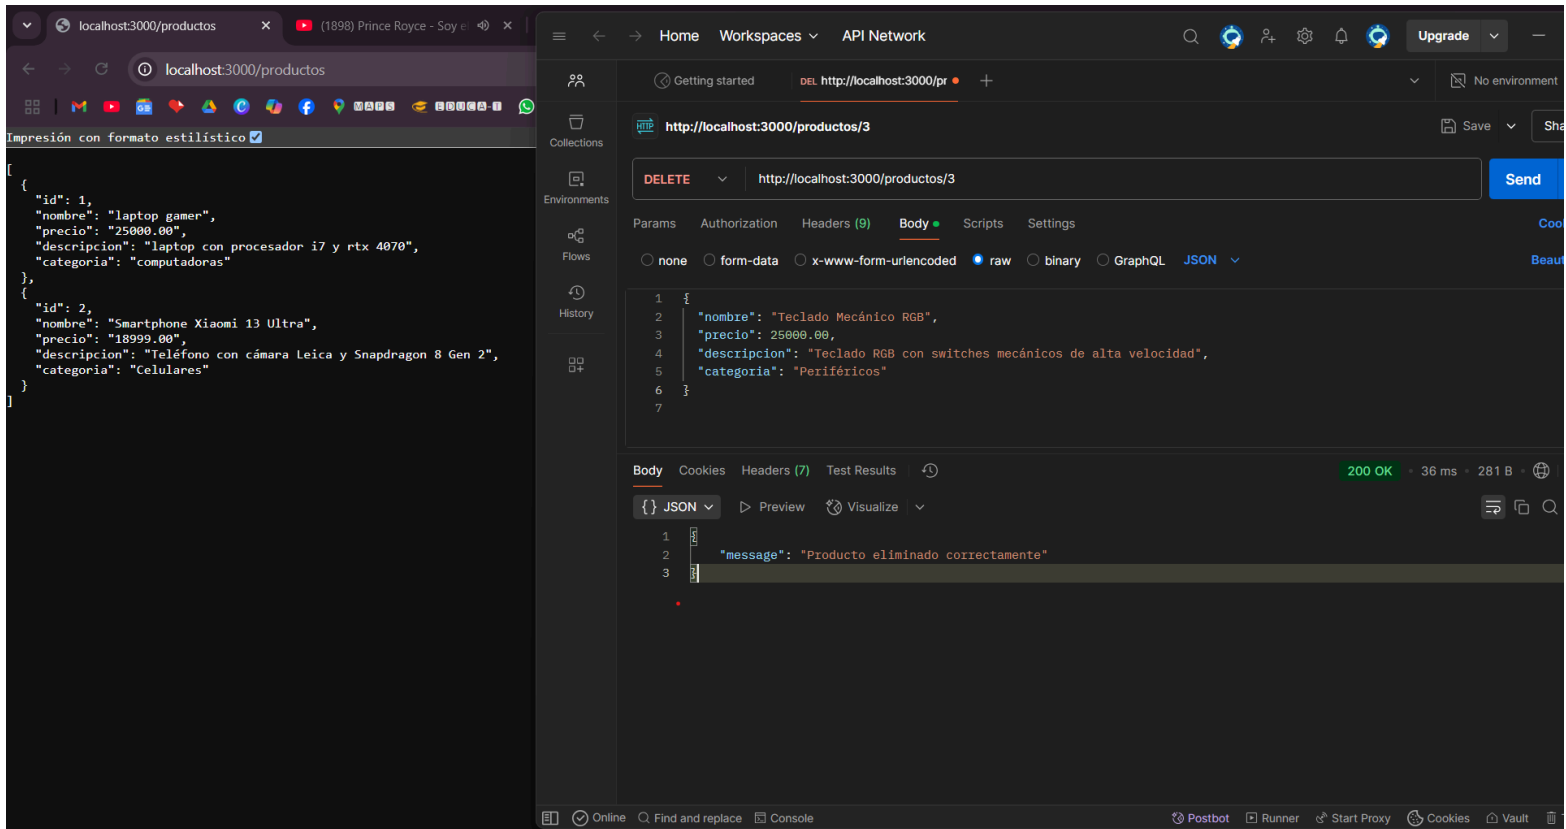 localhost:3000/productos
(1898) Prince Royce - Soy e
localhost:3000/productos
MAPS
EDUCA-T
Impresión con formato estilístico
[
{
"id": 1,
"nombre": "laptop gamer",
"precio": "25000.00",
"descripcion": "laptop con procesador i7 y rtx 4070",
"categoria": "computadoras"
},
{
"id": 2,
"nombre": "Smartphone Xiaomi 13 Ultra",
"precio": "18999.00",
"descripcion": "Teléfono con cámara Leica y Snapdragon 8 Gen 2",
"categoria": "Celulares"
}
]
Home Workspaces API Network Upgrade
Getting started DEL http://localhost:3000/pr No environment
HTTP http://localhost:3000/productos/3 Save Sha
DELETE http://localhost:3000/productos/3 Send
Params Authorization Headers (9) Body Scripts Settings Cool
none form-data x-www-form-urlencoded raw binary GraphQL JSON Beaut
Collections
Environments
Flows
History
1 {
2 "nombre": "Teclado Mecánico RGB",
3 "precio": 25000.00,
4 "descripcion": "Teclado RGB con switches mecánicos de alta velocidad",
5 "categoria": "Periféricos"
6 }
7
Body Cookies Headers (7) Test Results 200 OK 36 ms 281 B
{} JSON Preview Visualize
1 {
2 "message": "Producto eliminado correctamente"
3 }
Online Find and replace Console Postbot Runner Start Proxy Cookies Vault